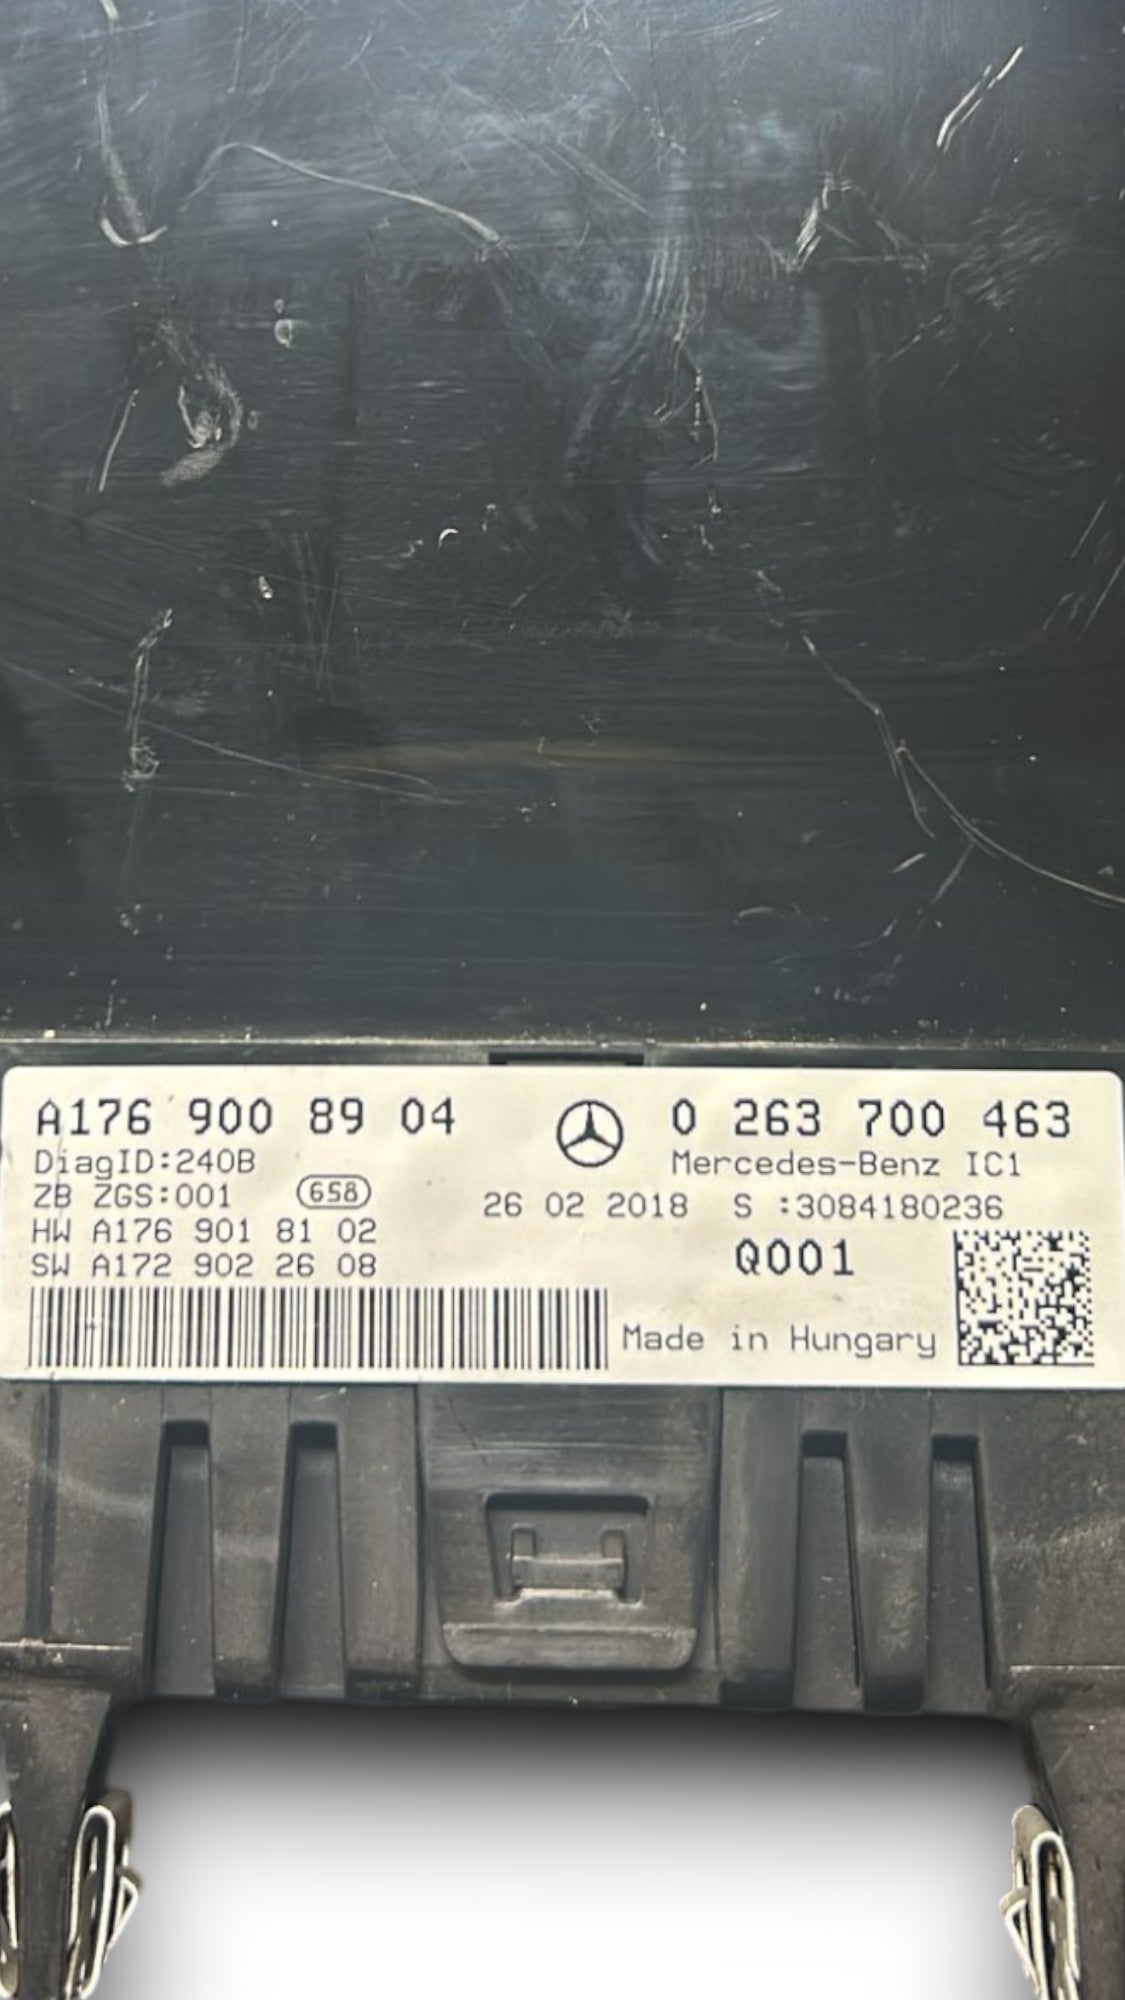 A176 900 89 04
0 263 700 463
DiagID:240B
Mercedes-Benz IC1
ZB ZGS:001
658
26 02 2018 S :3084180236
HW A176 901 81 02
SW A172 902 26 08
Q001
Made in Hungary